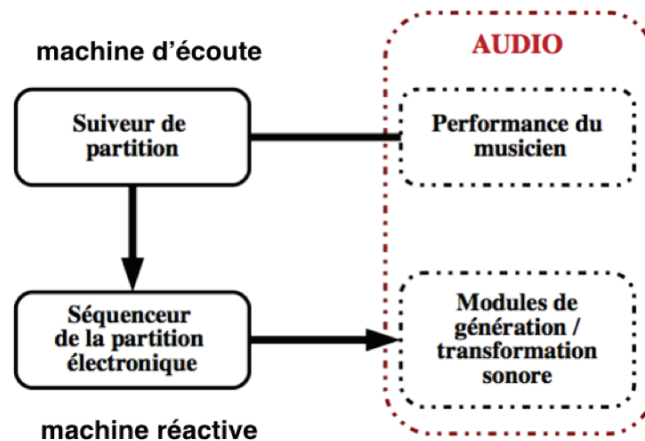 machine d'écoute
AUDIO
Suiveur de
partition
Performance du
musicien
Séquenceur
de la partition
électronique
Modules de
génération /
transformation
sonore
machine réactive